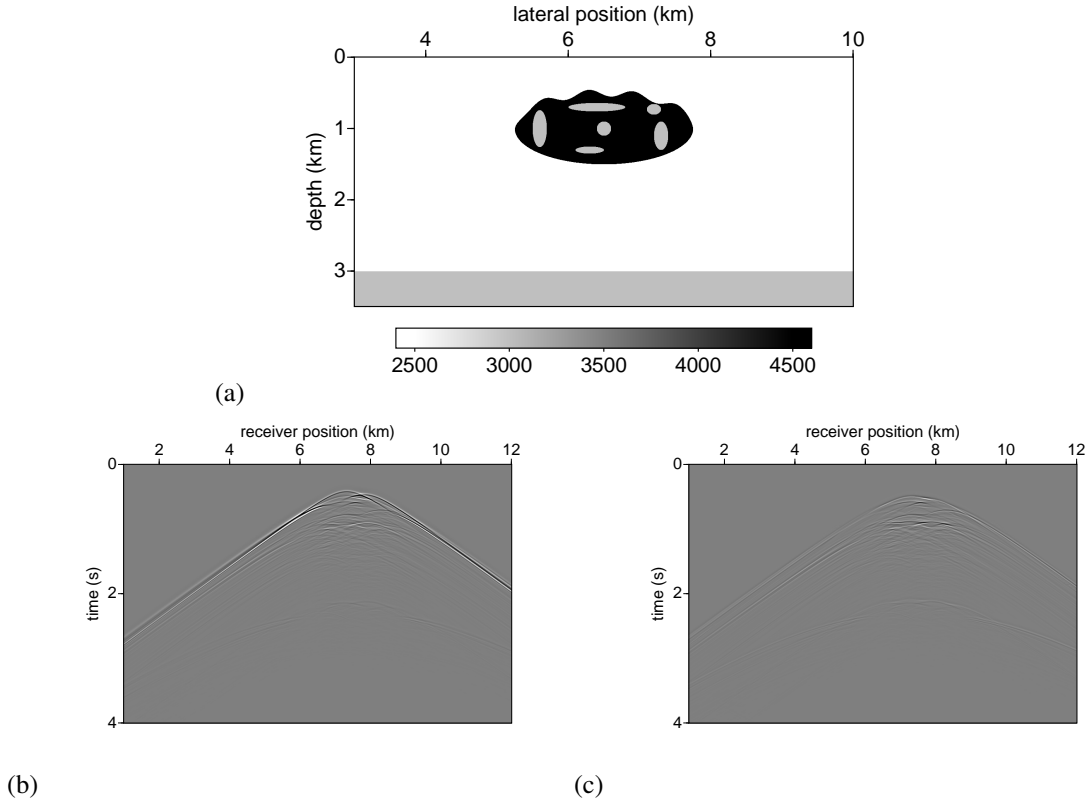 lateral position (km)
4 6 8 10
0
1
2
3
depth (km)
2500 3000 3500 4000 4500
(a)
receiver position (km)
2 4 6 8 10 12
0
2
4
time (s)
receiver position (km)
2 4 6 8 10 12
0
2
4
time (s)
(b)
(c)